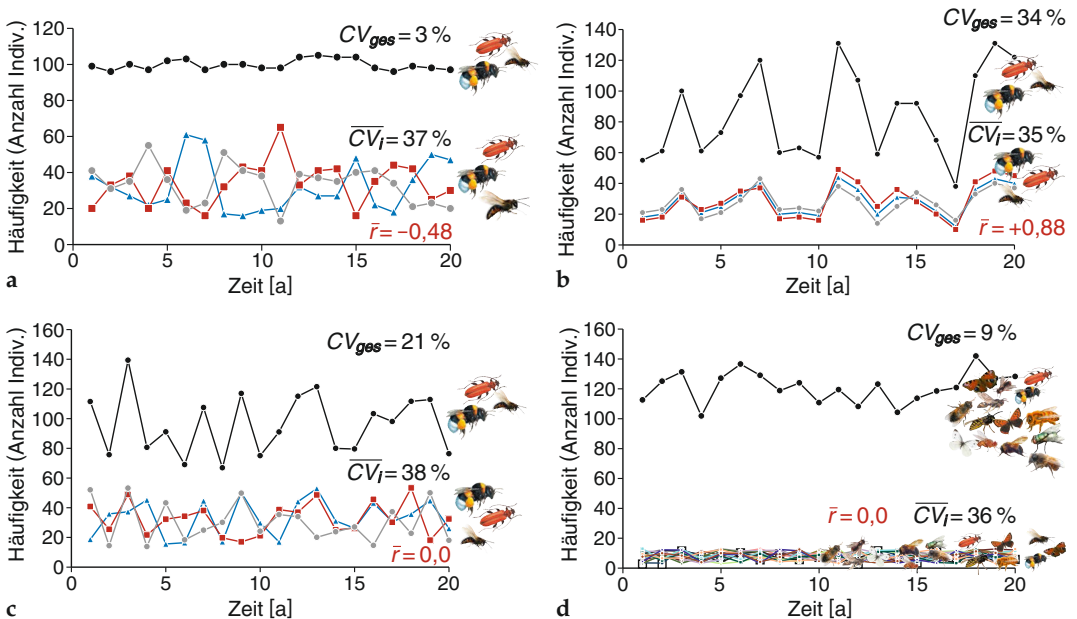 120
100
80
60
40
20
0
Häufigkeit (Anzahl Indiv.)
CVges = 3 %
CVi = 37 %
r̄ = −0,48
0 5 10 15 20
Zeit [a]
a
140
120
100
80
60
40
20
0
Häufigkeit (Anzahl Indiv.)
CVges = 34 %
CVi = 35 %
r̄ = +0,88
0 5 10 15 20
Zeit [a]
b
160
140
120
100
80
60
40
20
0
Häufigkeit (Anzahl Indiv.)
CVges = 21 %
CVi = 38 %
r̄ = 0,0
0 5 10 15 20
Zeit [a]
c
160
140
120
100
80
60
40
20
0
Häufigkeit (Anzahl Indiv.)
CVges = 9 %
r̄ = 0,0 CVi = 36 %
0 5 10 15 20
Zeit [a]
d